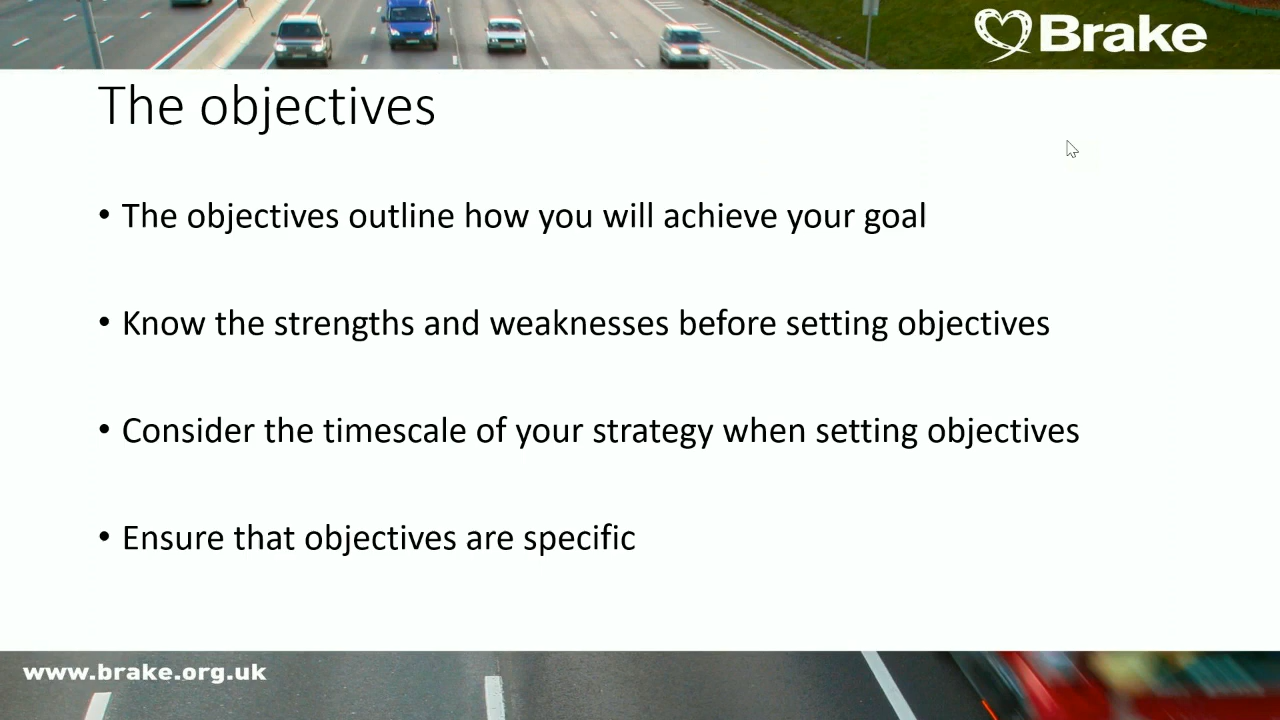 Brake
The objectives
• The objectives outline how you will achieve your goal
• Know the strengths and weaknesses before setting objectives
• Consider the timescale of your strategy when setting objectives
• Ensure that objectives are specific
www.brake.org.uk